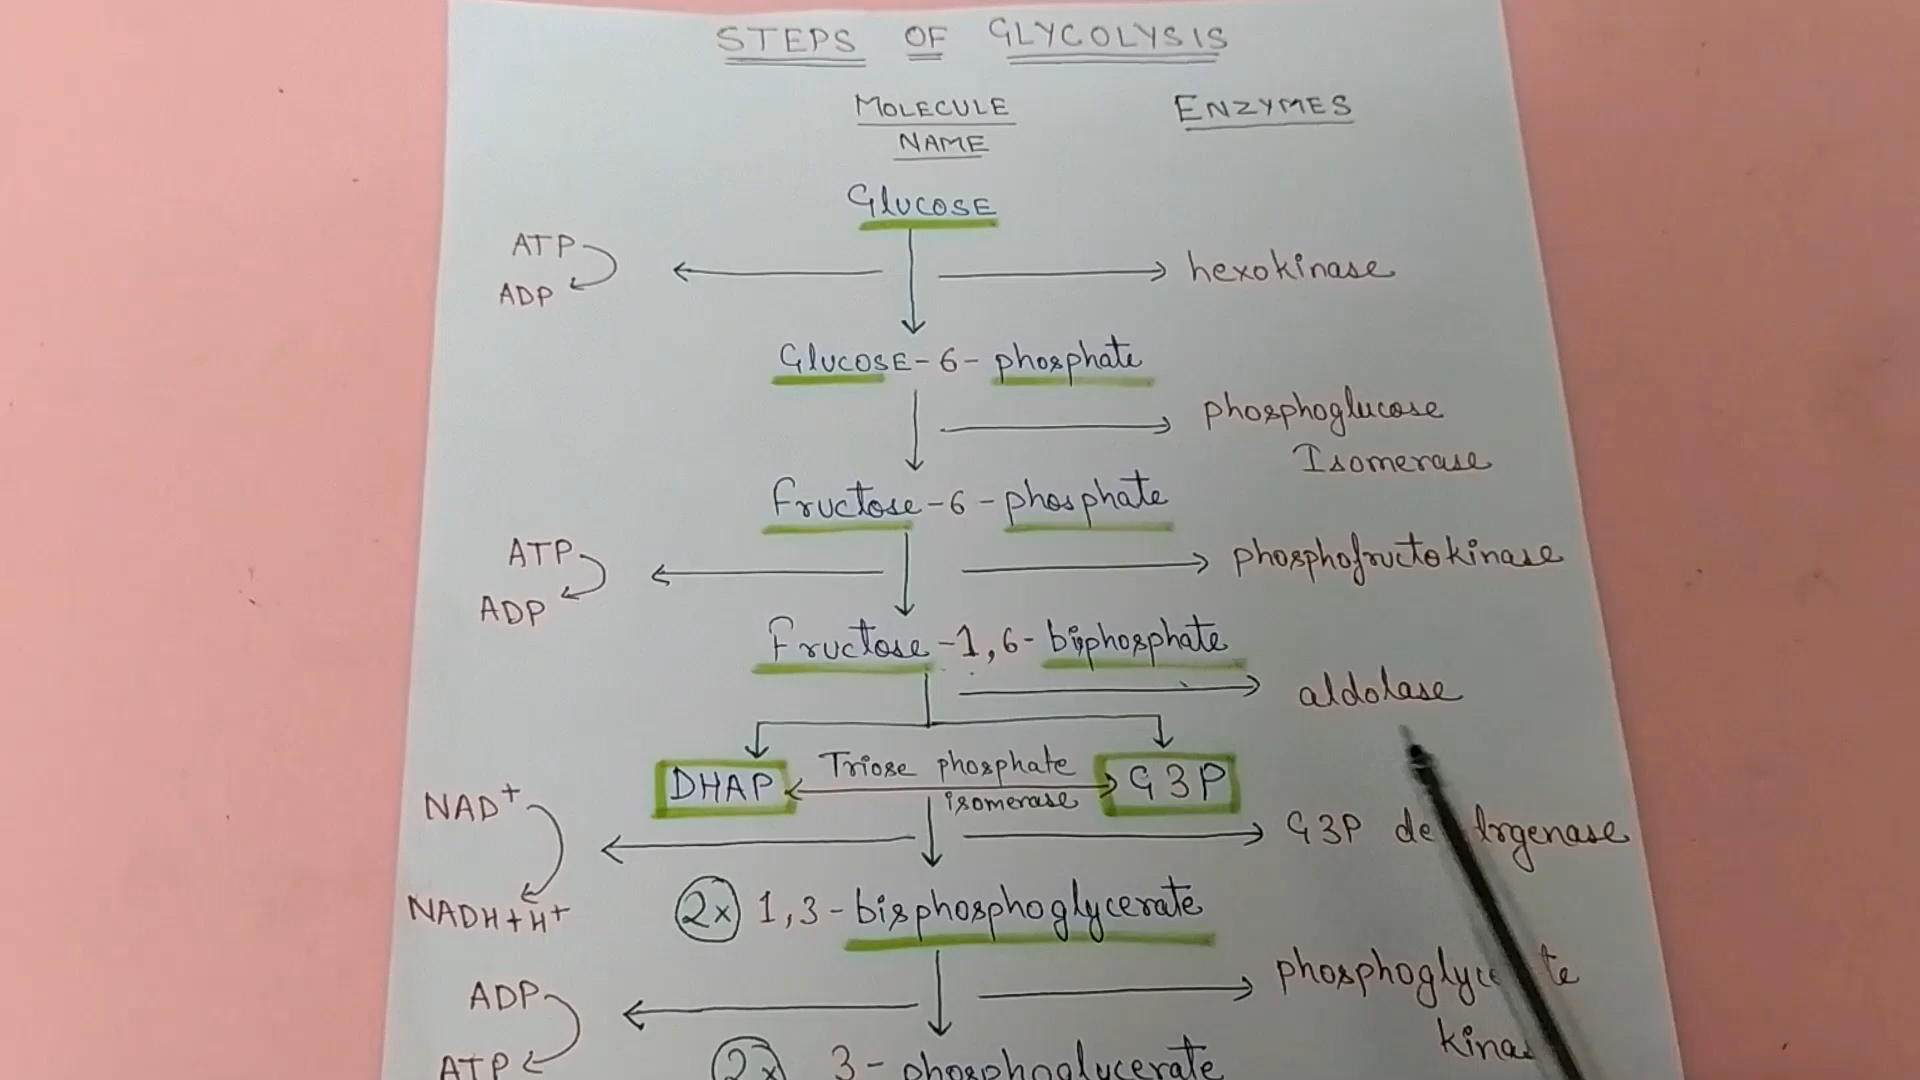 STEPS OF GLYCOLYSIS
MOLECULE
NAME
ENZYMES
GlUCOSE
ATP
ADP
hexokinase
GlUCOSE-6-phosphate
phosphoglucose
Isomerase
fructose-6-phosphate
ATP
ADP
phosphofructokinase
Fructose-1,6-bisphosphate
aldolase
DHAP
Triose phosphate
isomerase
G3P
NAD+
G3P de
NADH+H+
2x 1,3-bisphosphoglycerate
ADP
ATP
2x 3-phosphoglycerate